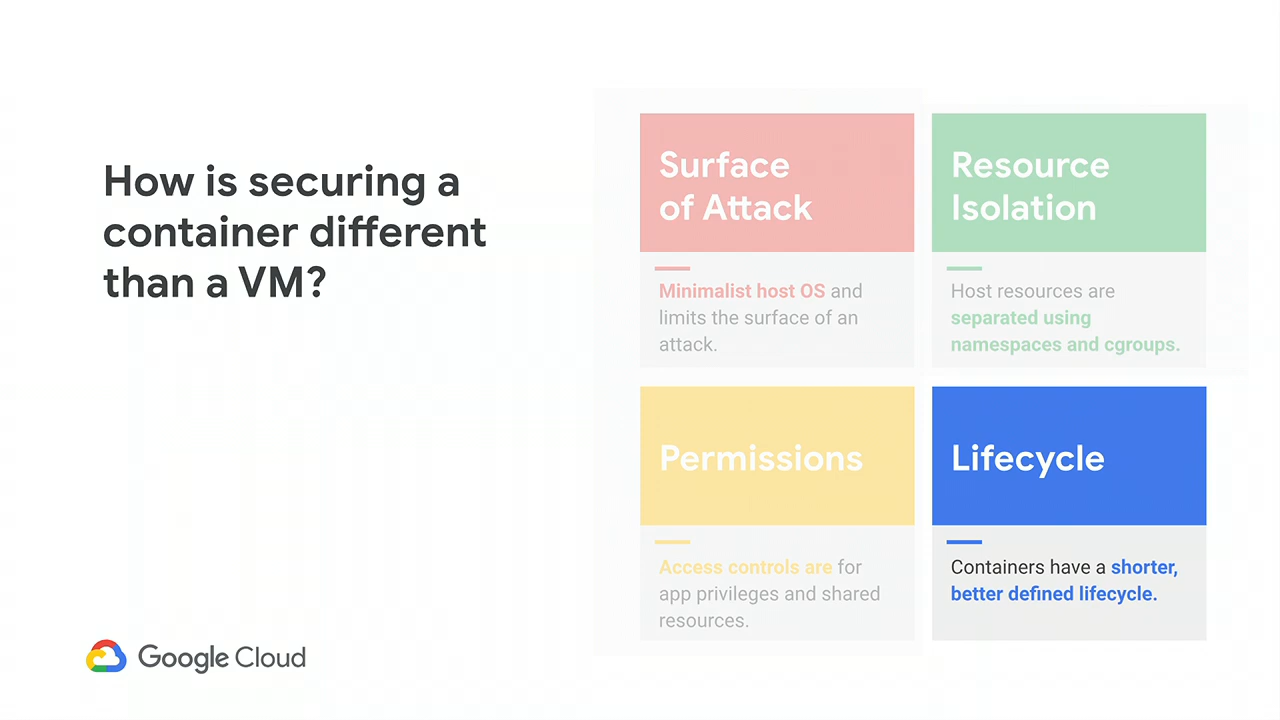 How is securing a
container different
than a VM?
Surface
of Attack
Minimalist host OS and
limits the surface of an
attack.
Resource
Isolation
Host resources are
separated using
namespaces and cgroups.
Permissions
Access controls are for
app privileges and shared
resources.
Lifecycle
Containers have a shorter,
better defined lifecycle.
Google Cloud